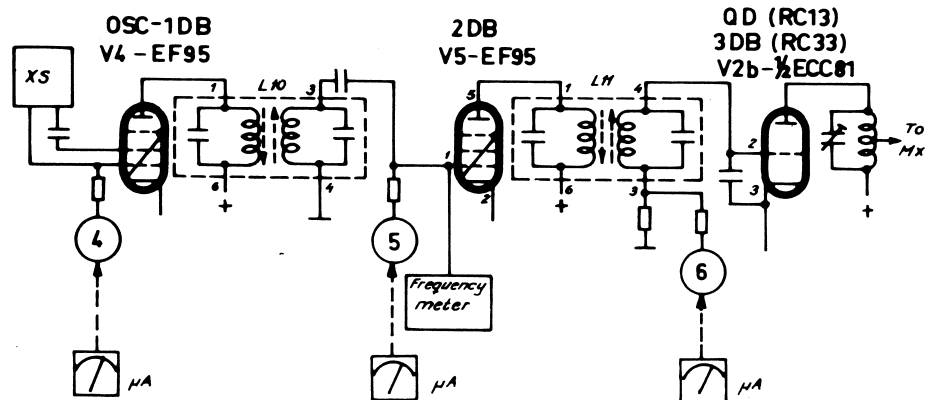 OSC-1DB
V4-EF95
2DB
V5-EF95
QD (RC13)
3DB (RC33)
V2b-½ECC81
XS
1
L10
3
5
1
L11
4
To
Mx
6
4
1
2
6
3
2
3
+
+
+
4
5
6
Frequency
meter
μA
μA
μA